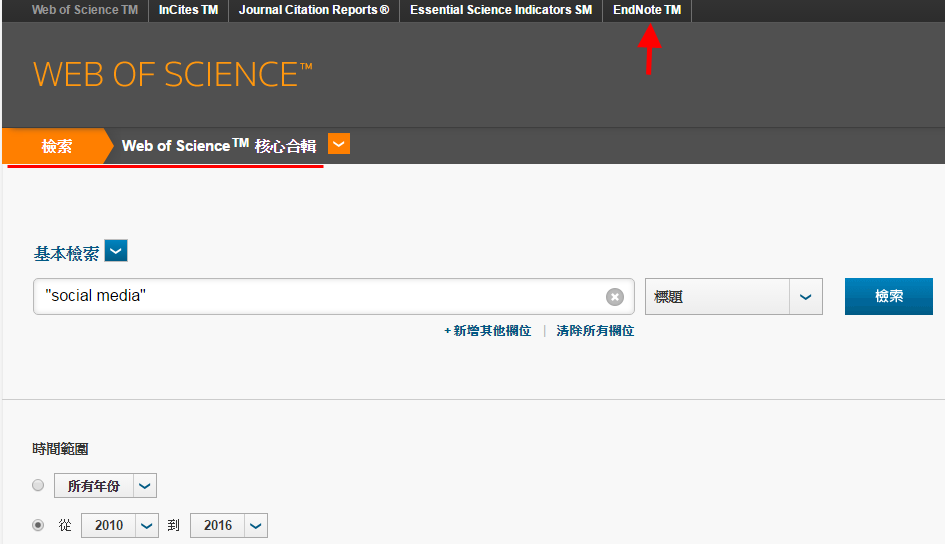 Web of Science TM InCites TM Journal Citation Reports ® Essential Science Indicators SM EndNote TM
WEB OF SCIENCE™
檢索 Web of Science™ 核心合輯
基本檢索
"social media" 標題 檢索
+ 新增其他欄位 | 清除所有欄位
時間範圍
所有年份
從 2010 到 2016